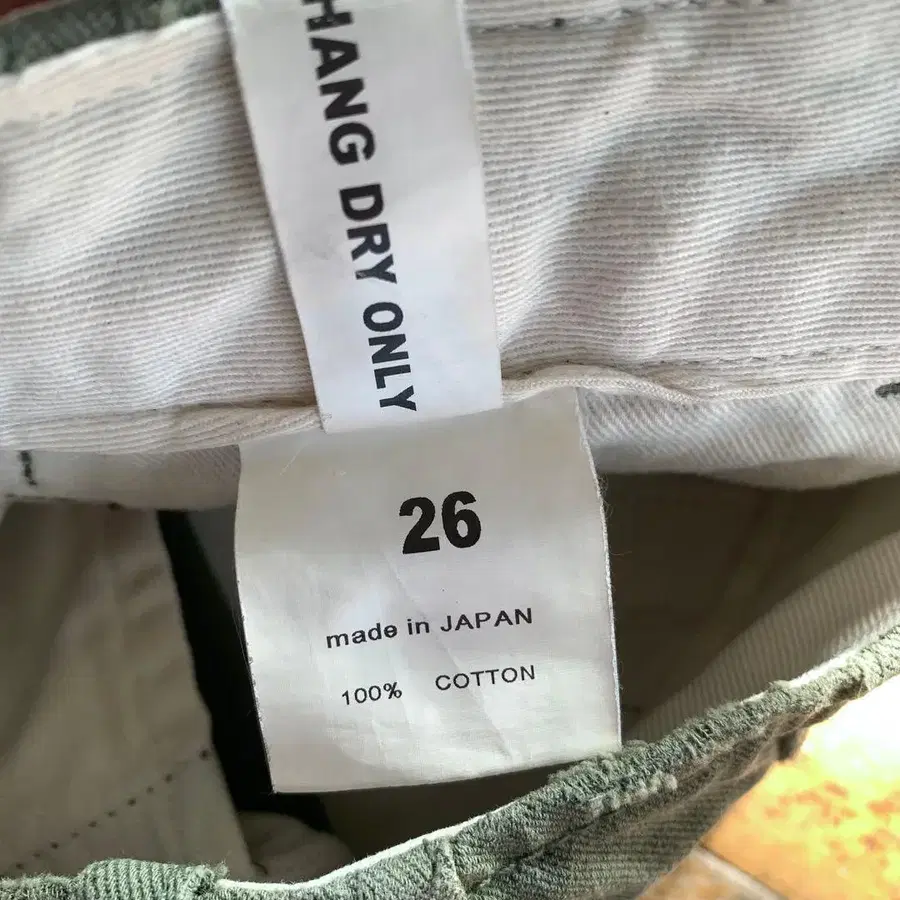 HANG DRY ONLY
26
made in JAPAN
100% COTTON